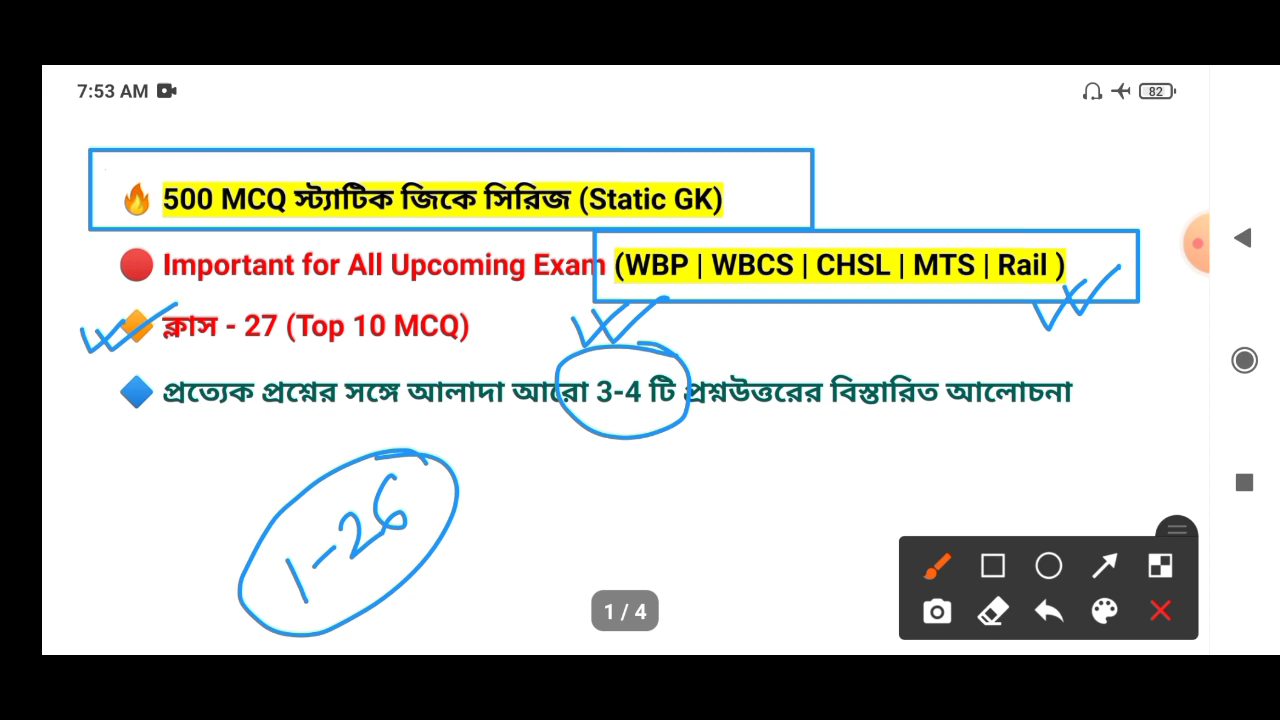 7:53 AM
82
🔥 500 MCQ স্ট্যাটিক জিকে সিরিজ (Static GK)
🔴 Important for All Upcoming Exam (WBP | WBCS | CHSL | MTS | Rail )
🔶 ক্লাস - 27 (Top 10 MCQ)
🔷 প্রত্যেক প্রশ্নের সঙ্গে আলাদা আরো 3-4 টি প্রশ্নউত্তরের বিস্তারিত আলোচনা
1-26
1 / 4